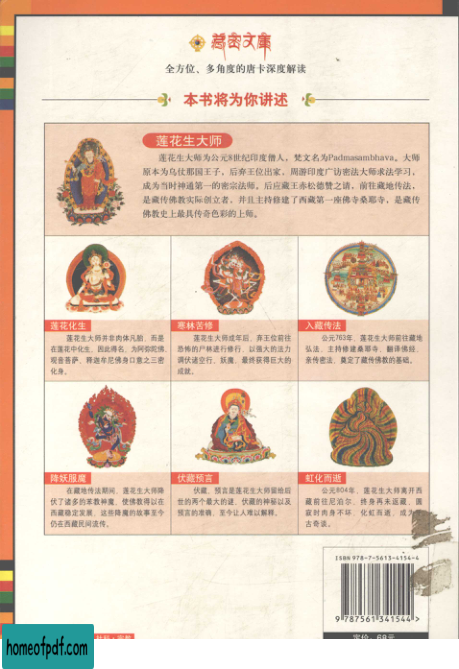 藏密文库
全方位、多角度的唐卡深度解读
本书将为你讲述
莲花生大师
莲花生大师为公元8世纪印度僧人，梵文名为Padmasambhava。大师
原本为乌仗那国王子，后弃王位出家，周游印度广访密法大师求法学习，
成为当时神通第一的密宗法师。后应藏王赤松德赞之请，前往藏地传法，
是藏传佛教实际创立者，并且主持修建了西藏第一座佛寺桑耶寺，是藏传
佛教史上最具传奇色彩的上师。
莲花化生
莲花生大师并非肉体凡胎，而是
在莲花中化生，因此得名，为阿弥陀佛、
观音菩萨、释迦牟尼佛身口意之三密
化身。
寒林苦修
莲花生大师成年后，弃王位前往
恐怖的尸林进行修行，以强大的法力
调伏诸空行、妖魔，最终获得巨大的
成就。
入藏传法
公元763年，莲花生大师前往藏地
弘法，主持修建桑耶寺，翻译佛经，
亲传密法，奠定了藏传佛教的基础。
降妖服魔
在藏地传法期间，莲花生大师降
伏了诸多的苯教神魔，使佛教得以在
西藏稳定发展，这些降魔的故事至今
仍在西藏民间流传。
伏藏预言
伏藏、预言是莲花生大师留给后
世的两个最大的谜，伏藏的神秘以及
预言的准确，至今让人难以解释。
虹化而逝
公元804年，莲花生大师离开西
藏前往尼泊尔，终身再未返藏，圆
寂时肉身不坏，化虹而逝，成为
古奇谈。
ISBN 978-7-5613-4154-4
9 787561 341544 >
定价：68元
homeofpdf.com